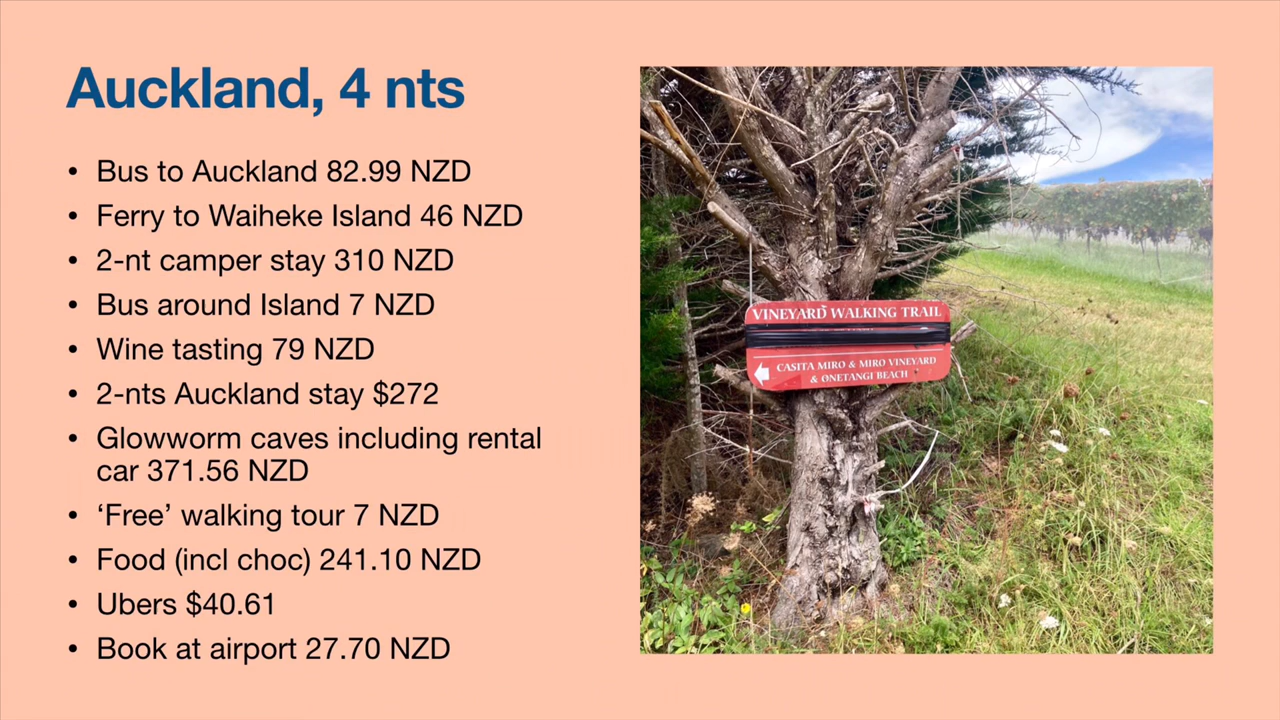 Auckland, 4 nts
• Bus to Auckland 82.99 NZD
• Ferry to Waiheke Island 46 NZD
• 2-nt camper stay 310 NZD
• Bus around Island 7 NZD
• Wine tasting 79 NZD
• 2-nts Auckland stay $272
• Glowworm caves including rental
car 371.56 NZD
• ‘Free’ walking tour 7 NZD
• Food (incl choc) 241.10 NZD
• Ubers $40.61
• Book at airport 27.70 NZD
VINEYARD WALKING TRAIL
CASITA MIRO & MIRO VINEYARD
& ONETANGI BEACH